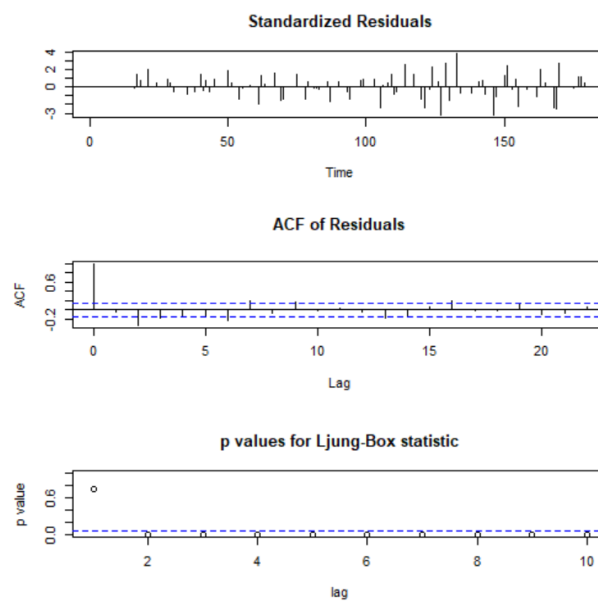 Standardized Residuals
4
2
0
-3
0
50
100
150
Time
ACF of Residuals
ACF
0.6
-0.2
0
5
10
15
20
Lag
p values for Ljung-Box statistic
p value
0.6
0.0
2
4
6
8
10
lag